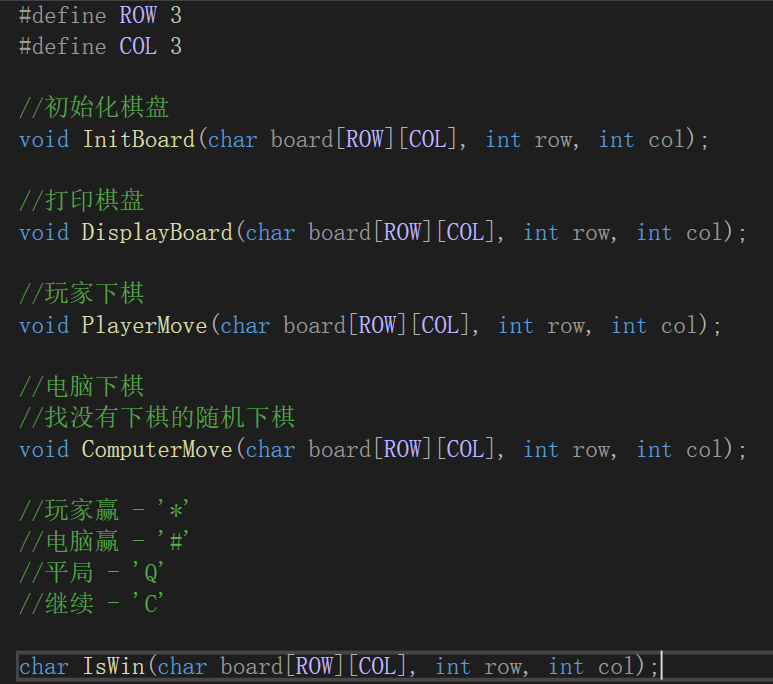 #define ROW 3
#define COL 3
//初始化棋盘
void InitBoard(char board[ROW][COL], int row, int col);
//打印棋盘
void DisplayBoard(char board[ROW][COL], int row, int col);
//玩家下棋
void PlayerMove(char board[ROW][COL], int row, int col);
//电脑下棋
//找没有下棋的随机下棋
void ComputerMove(char board[ROW][COL], int row, int col);
//玩家赢 - '*'
//电脑赢 - '#'
//平局 - 'Q'
//继续 - 'C'
char IsWin(char board[ROW][COL], int row, int col);